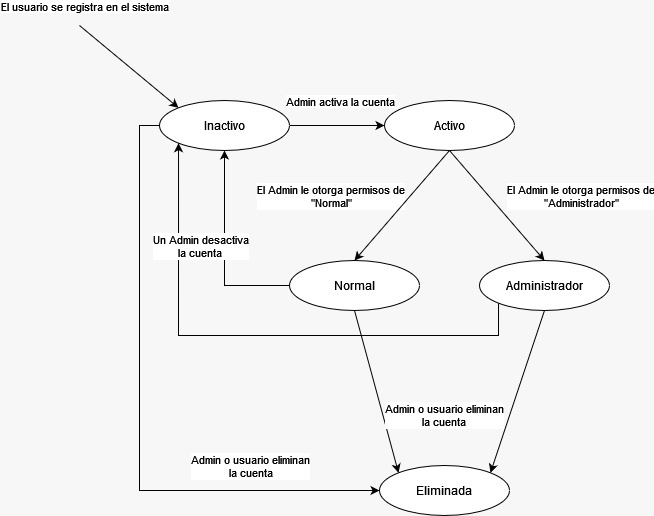 El usuario se registra en el sistema
Admin activa la cuenta
Inactivo
Activo
El Admin le otorga permisos de
"Normal"
El Admin le otorga permisos de
"Administrador"
Un Admin desactiva
la cuenta
Normal
Administrador
Admin o usuario eliminan
la cuenta
Admin o usuario eliminan
la cuenta
Eliminada